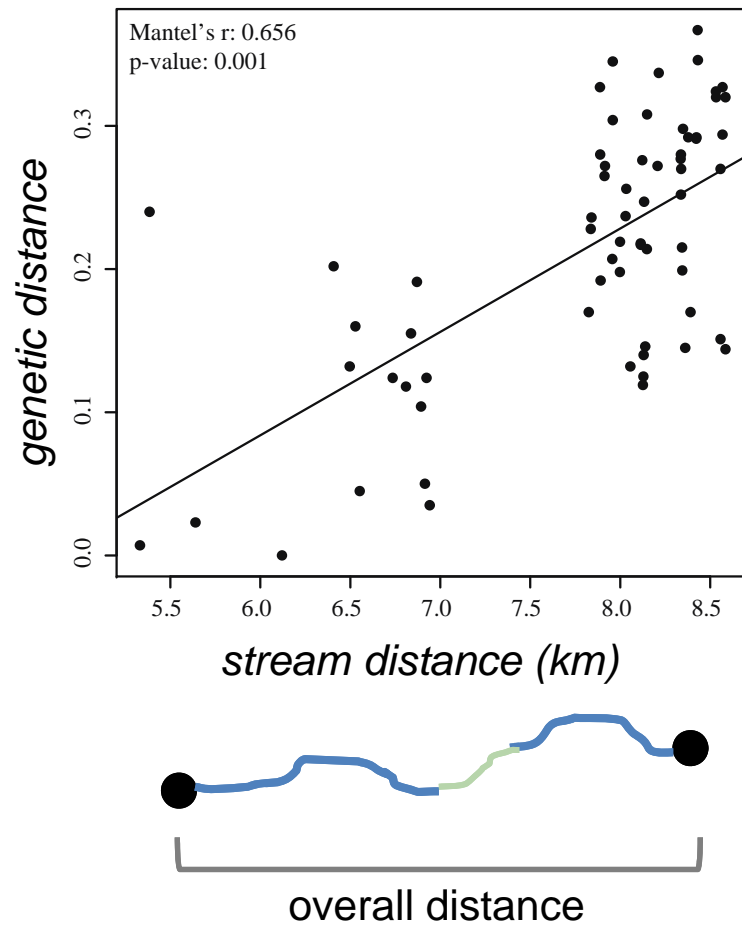 Mantel's r: 0.656
p-value: 0.001
genetic distance
0.3
0.2
0.1
0.0
5.5 6.0 6.5 7.0 7.5 8.0 8.5
stream distance (km)
overall distance